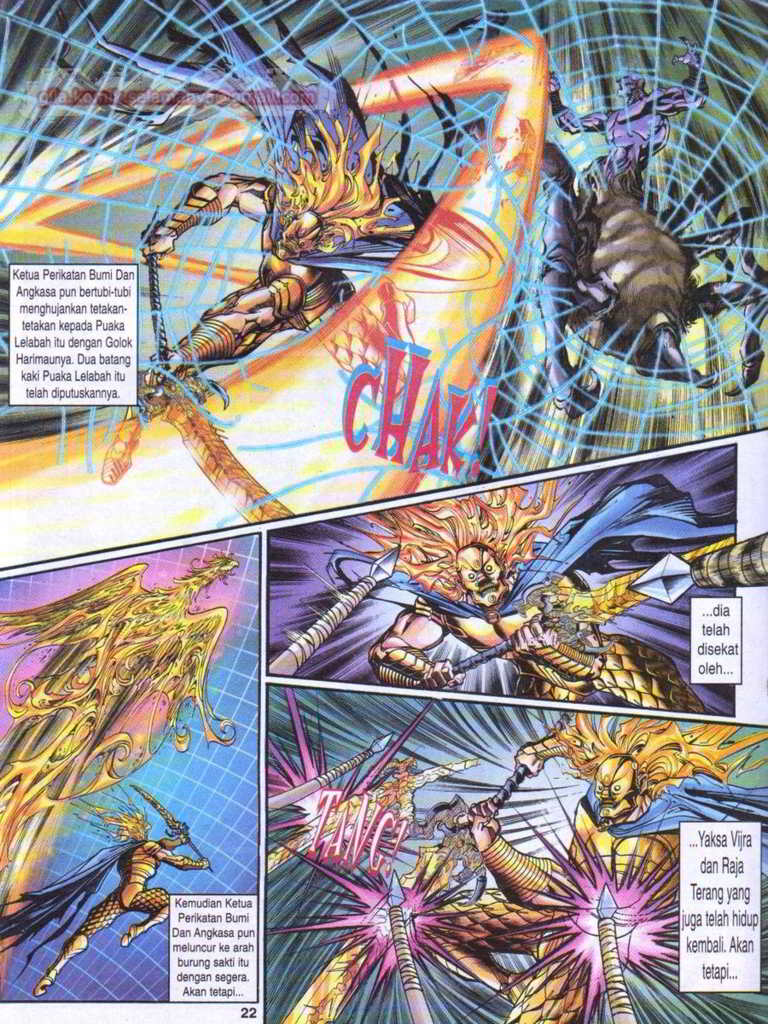 Ketua Perikatan Bumi Dan
Angkasa pun bertubi-tubi
menghujankan tetakan-
tetakan kepada Puaka
Lelabah itu dengan Golok
Harimaunya. Dua batang
kaki Puaka Lelabah itu
telah diputuskannya.
CHAK!
...dia
telah
disekat
oleh...
Kemudian Ketua
Perikatan Bumi
Dan Angkasa pun
meluncur ke arah
burung sakti itu
dengan segera.
Akan tetapi...
TANG!
...Yaksa Vijra
dan Raja
Terang yang
juga telah hidup
kembali. Akan
tetapi...
22